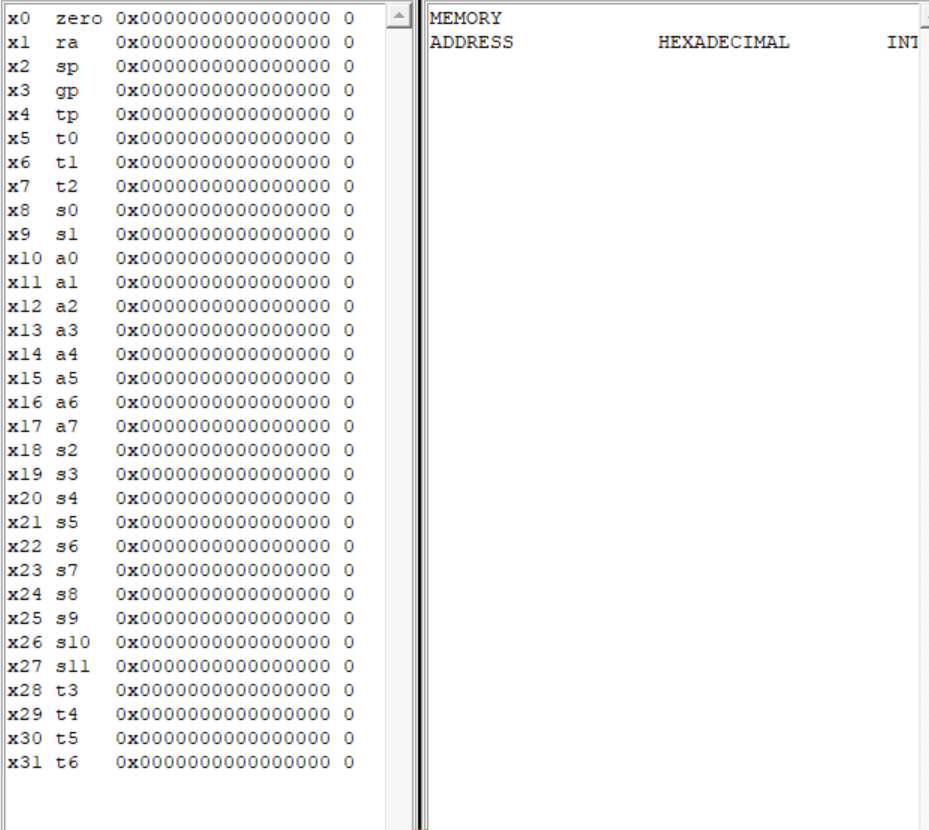 x0 zero 0x0000000000000000 0
x1 ra 0x0000000000000000 0
x2 sp 0x0000000000000000 0
x3 gp 0x0000000000000000 0
x4 tp 0x0000000000000000 0
x5 t0 0x0000000000000000 0
x6 t1 0x0000000000000000 0
x7 t2 0x0000000000000000 0
x8 s0 0x0000000000000000 0
x9 s1 0x0000000000000000 0
x10 a0 0x0000000000000000 0
x11 a1 0x0000000000000000 0
x12 a2 0x0000000000000000 0
x13 a3 0x0000000000000000 0
x14 a4 0x0000000000000000 0
x15 a5 0x0000000000000000 0
x16 a6 0x0000000000000000 0
x17 a7 0x0000000000000000 0
x18 s2 0x0000000000000000 0
x19 s3 0x0000000000000000 0
x20 s4 0x0000000000000000 0
x21 s5 0x0000000000000000 0
x22 s6 0x0000000000000000 0
x23 s7 0x0000000000000000 0
x24 s8 0x0000000000000000 0
x25 s9 0x0000000000000000 0
x26 s10 0x0000000000000000 0
x27 s11 0x0000000000000000 0
x28 t3 0x0000000000000000 0
x29 t4 0x0000000000000000 0
x30 t5 0x0000000000000000 0
x31 t6 0x0000000000000000 0
MEMORY
ADDRESS HEXADECIMAL INT